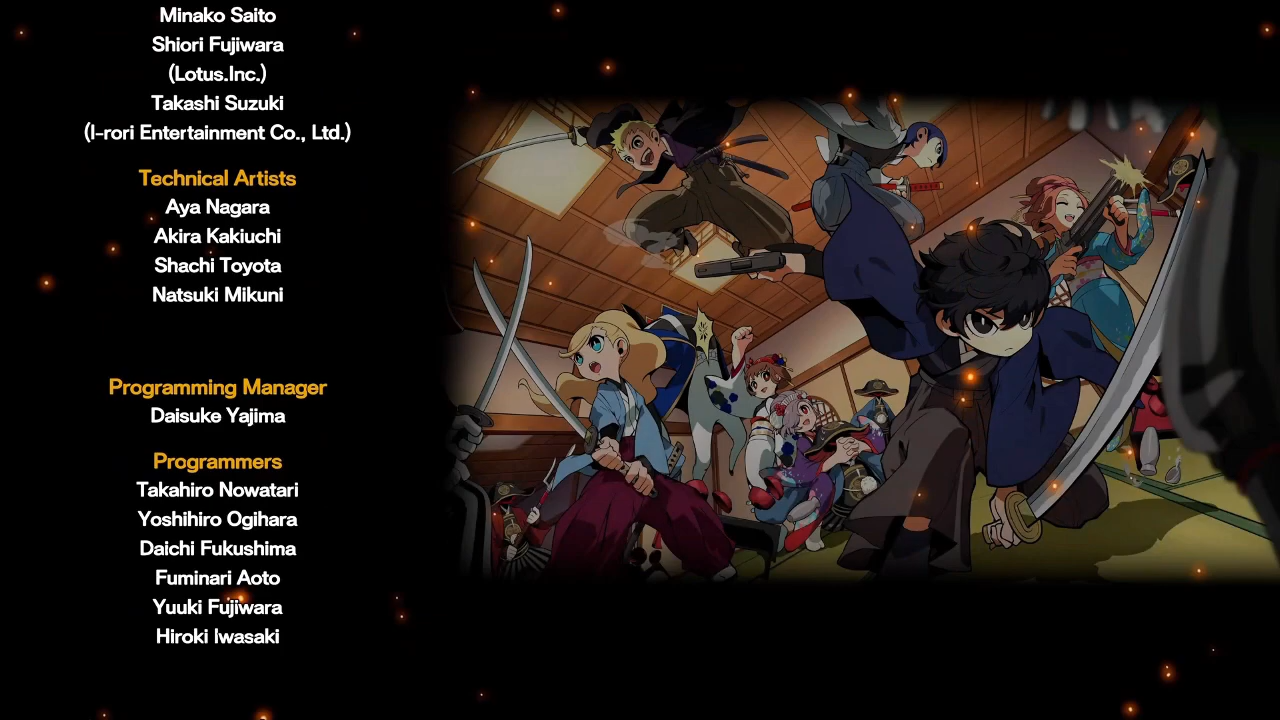 Minako Saito
Shiori Fujiwara
(Lotus.Inc.)
Takashi Suzuki
(I-rori Entertainment Co., Ltd.)
Technical Artists
Aya Nagara
Akira Kakiuchi
Shachi Toyota
Natsuki Mikuni
Programming Manager
Daisuke Yajima
Programmers
Takahiro Nowatari
Yoshihiro Ogihara
Daichi Fukushima
Fuminari Aoto
Yuuki Fujiwara
Hiroki Iwasaki